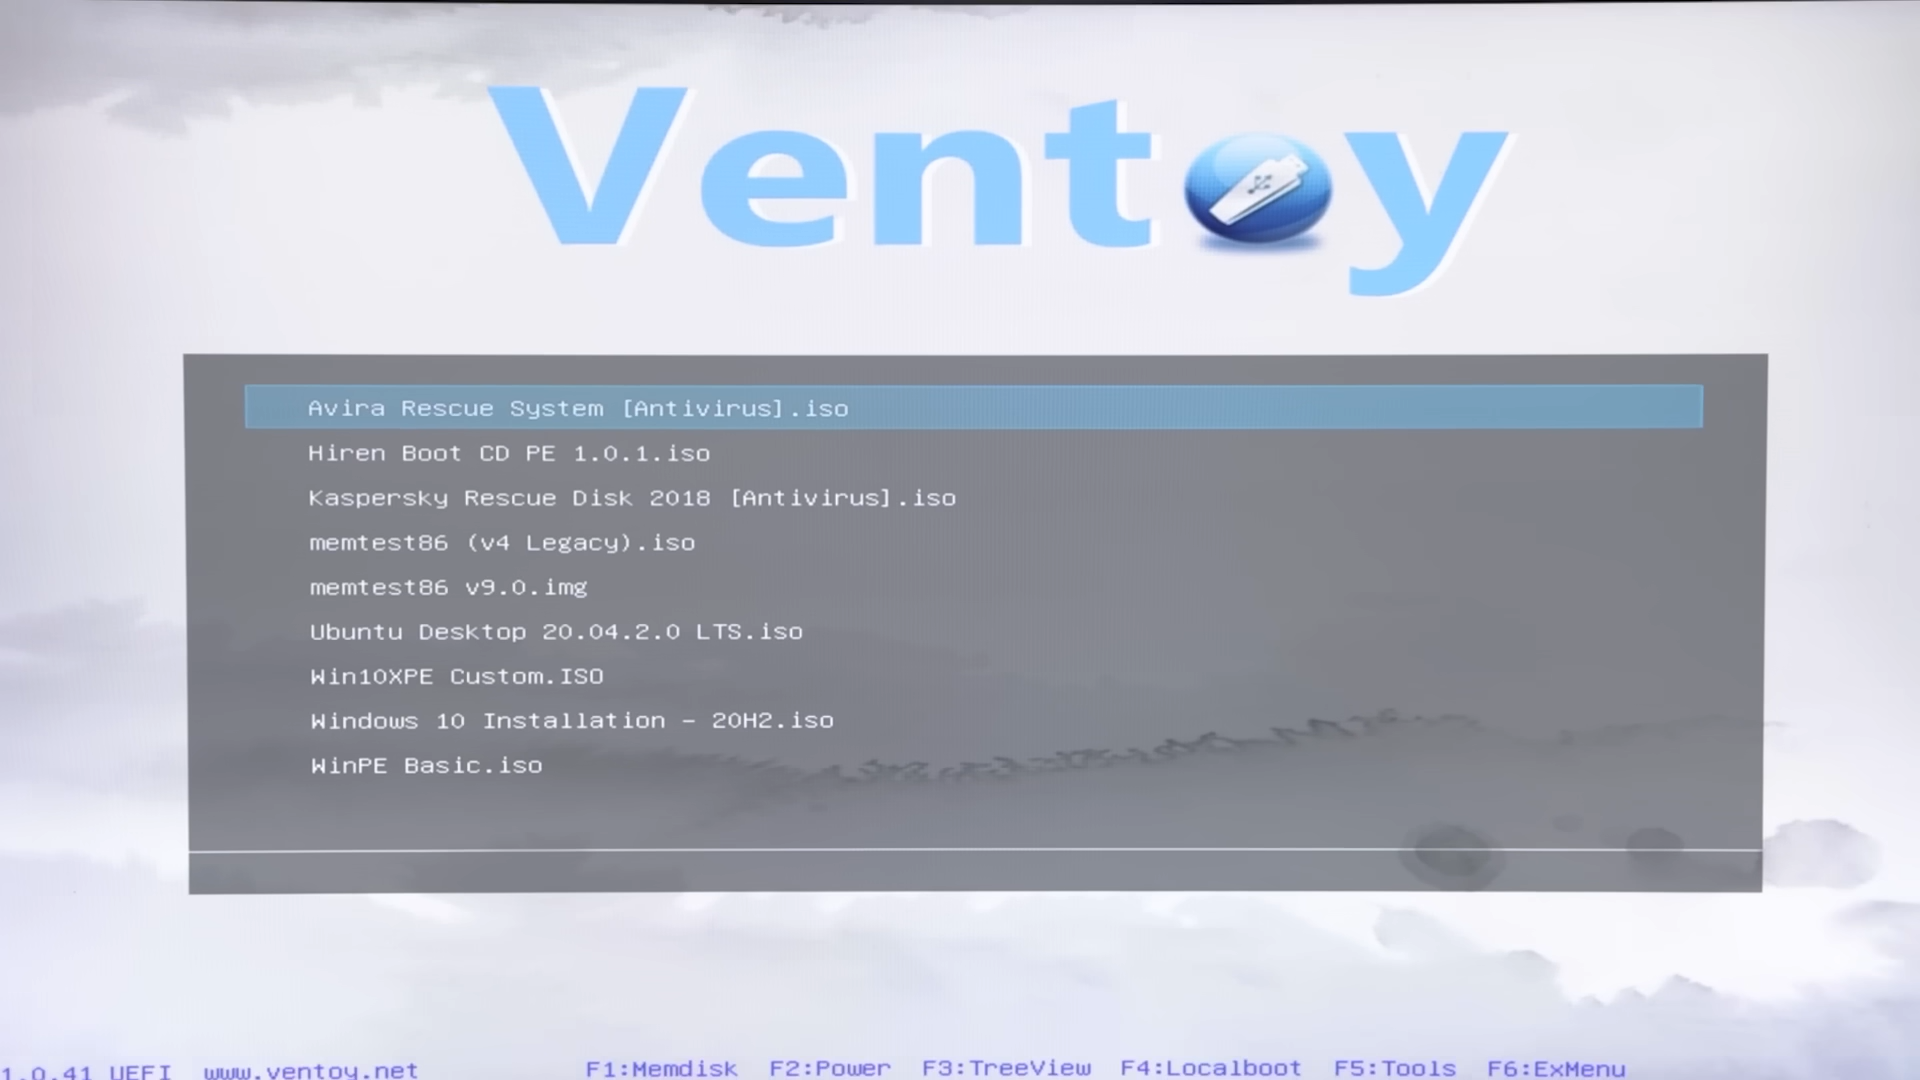 Ventoy
Avira Rescue System [Antivirus].iso
Hiren Boot CD PE 1.0.1.iso
Kaspersky Rescue Disk 2018 [Antivirus].iso
memtest86 (v4 Legacy).iso
memtest86 v9.0.img
Ubuntu Desktop 20.04.2.0 LTS.iso
Win10XPE Custom.ISO
Windows 10 Installation - 20H2.iso
WinPE Basic.iso
1.0.41 UEFI www.ventoy.net F1:Memdisk F2:Power F3:TreeView F4:Localboot F5:Tools F6:ExMenu